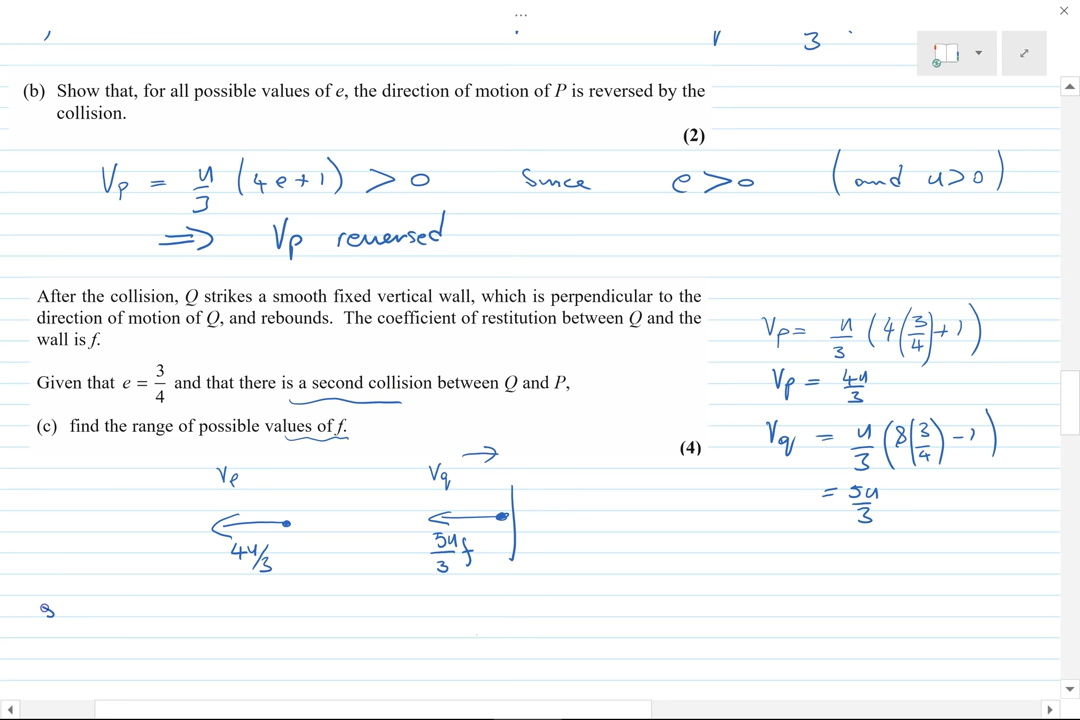 3
(b) Show that, for all possible values of e, the direction of motion of P is reversed by the
collision.
(2)
Vp = u/3 (4e+1) > 0 since e>0 (and u>0)
⇒ Vp reversed
After the collision, Q strikes a smooth fixed vertical wall, which is perpendicular to the
direction of motion of Q, and rebounds. The coefficient of restitution between Q and the
wall is f.
Given that e = 3/4 and that there is a second collision between Q and P,
(c) find the range of possible values of f.
(4)
Vp = u/3 (4(3/4)+1)
Vp = 4u/3
Vq = u/3 (8(3/4)-1)
= 5u/3
Vp Vq →
4u/3 5u/3 f